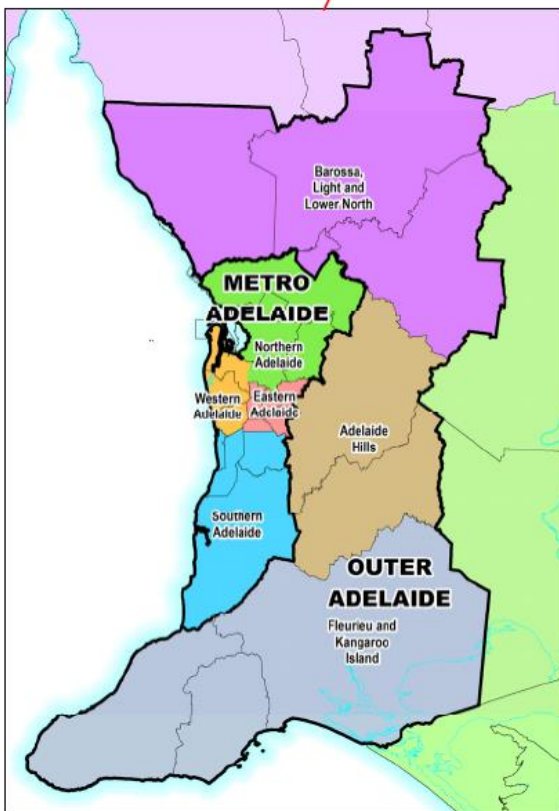 Barossa,
Light and
Lower North
METRO
ADELAIDE
Northern
Adelaide
Western
Adelaide
Eastern
Adelaide
Adelaide
Hills
Southern
Adelaide
OUTER
ADELAIDE
Fleurieu and
Kangaroo
Island